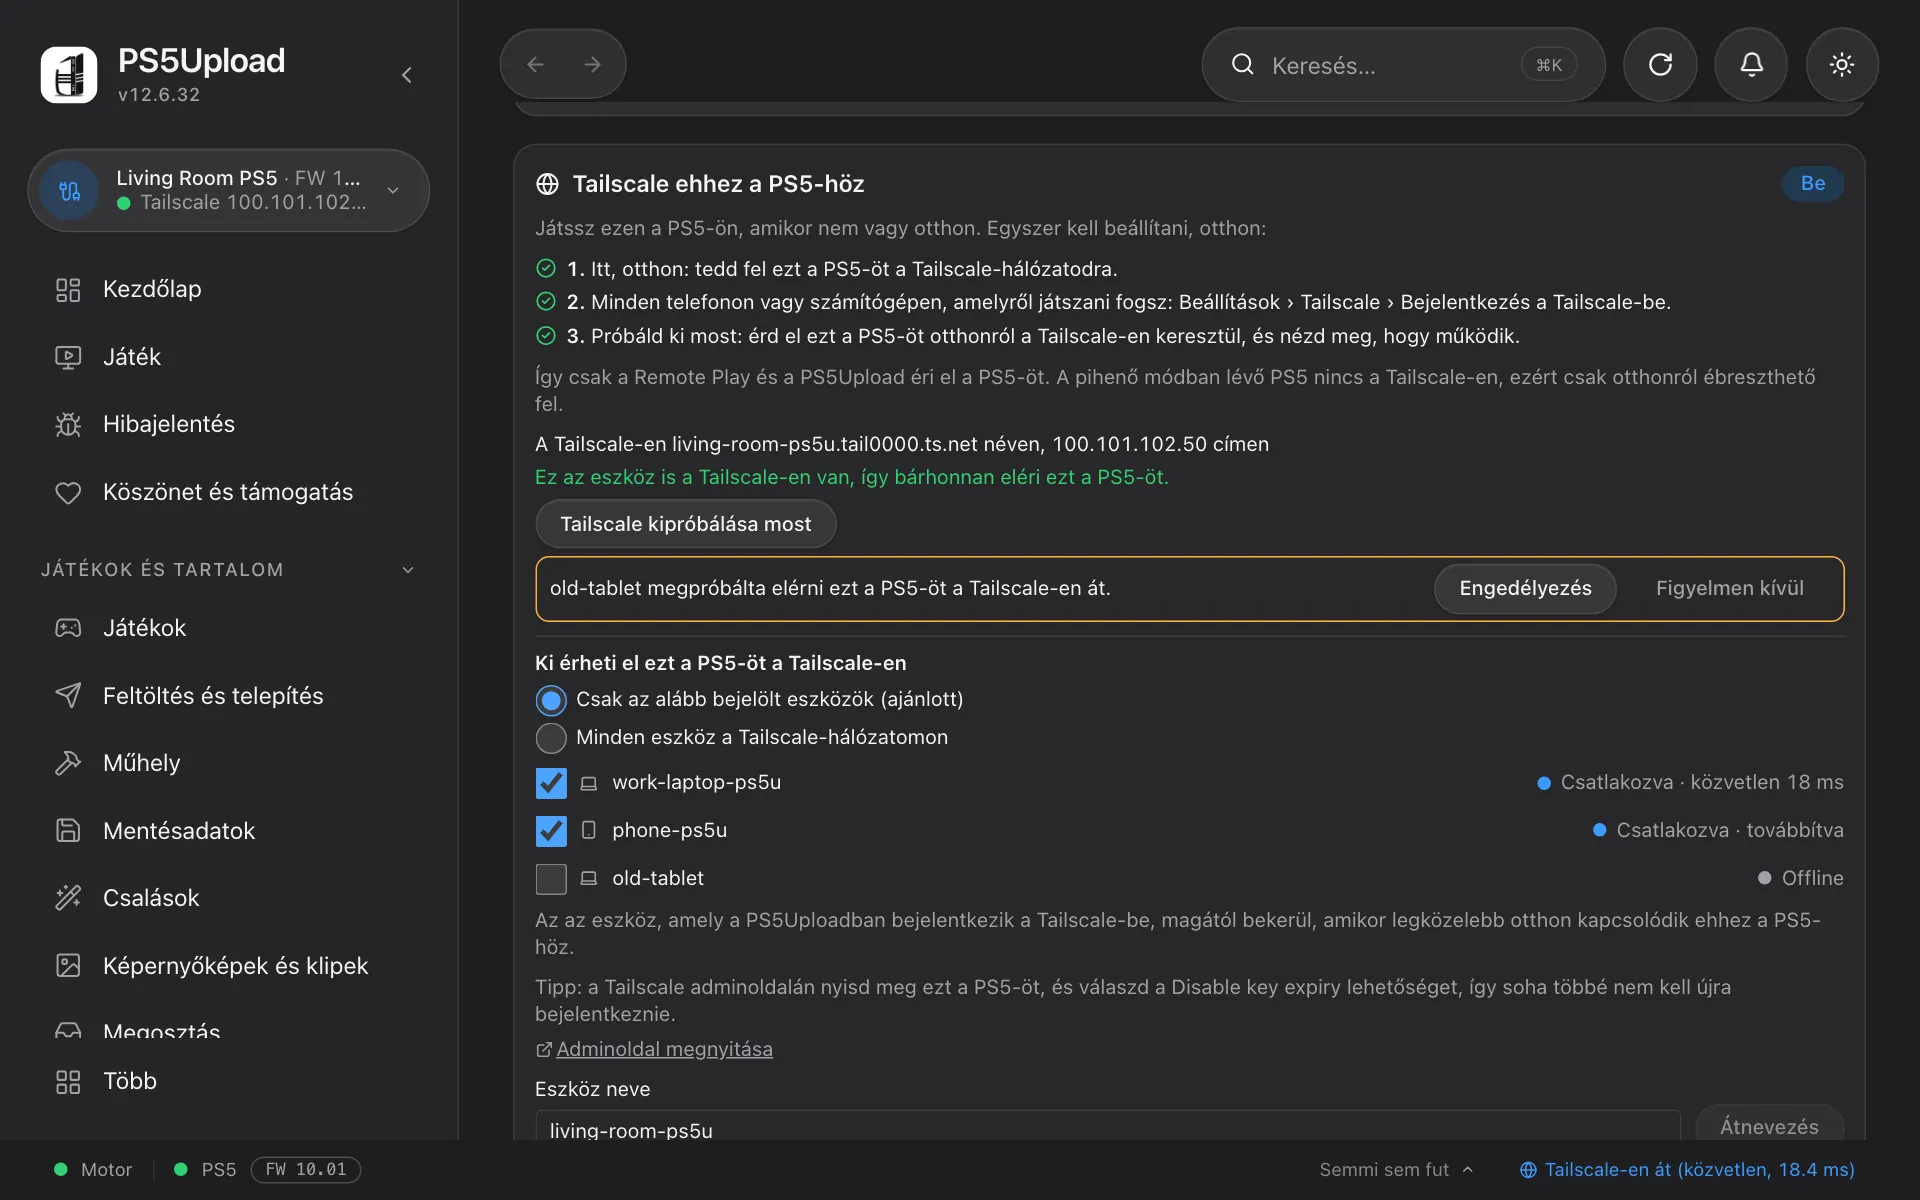 PS5Upload
v12.6.32
Living Room PS5 · FW 1...
Tailscale 100.101.102...
Kezdőlap
Játék
Hibajelentés
Köszönet és támogatás
JÁTÉKOK ÉS TARTALOM
Játékok
Feltöltés és telepítés
Műhely
Mentésadatok
Csalások
Képernyőképek és klipek
Megosztás
Több
Keresés...
⌘K
Tailscale ehhez a PS5-höz
Be
Játssz ezen a PS5-ön, amikor nem vagy otthon. Egyszer kell beállítani, otthon:
1. Itt, otthon: tedd fel ezt a PS5-öt a Tailscale-hálózatodra.
2. Minden telefonon vagy számítógépen, amelyről játszani fogsz: Beállítások › Tailscale › Bejelentkezés a Tailscale-be.
3. Próbáld ki most: érd el ezt a PS5-öt otthonról a Tailscale-en keresztül, és nézd meg, hogy működik.
Így csak a Remote Play és a PS5Upload éri el a PS5-öt. A pihenő módban lévő PS5 nincs a Tailscale-en, ezért csak otthonról ébreszthető
fel.
A Tailscale-en living-room-ps5u.tail0000.ts.net néven, 100.101.102.50 címen
Ez az eszköz is a Tailscale-en van, így bárhonnan eléri ezt a PS5-öt.
Tailscale kipróbálása most
old-tablet megpróbálta elérni ezt a PS5-öt a Tailscale-en át.
Engedélyezés
Figyelmen kívül
Ki érheti el ezt a PS5-öt a Tailscale-en
Csak az alább bejelölt eszközök (ajánlott)
Minden eszköz a Tailscale-hálózatomon
work-laptop-ps5u
Csatlakozva · közvetlen 18 ms
phone-ps5u
Csatlakozva · továbbítva
old-tablet
Offline
Az az eszköz, amely a PS5Uploadban bejelentkezik a Tailscale-be, magától bekerül, amikor legközelebb otthon kapcsolódik ehhez a PS5-
höz.
Tipp: a Tailscale adminoldalán nyisd meg ezt a PS5-öt, és válaszd a Disable key expiry lehetőséget, így soha többé nem kell újra
bejelentkeznie.
Adminoldal megnyitása
Eszköz neve
living-room-ps5u
Átnevezés
Motor
PS5
FW 10.01
Semmi sem fut
Tailscale-en át (közvetlen, 18.4 ms)